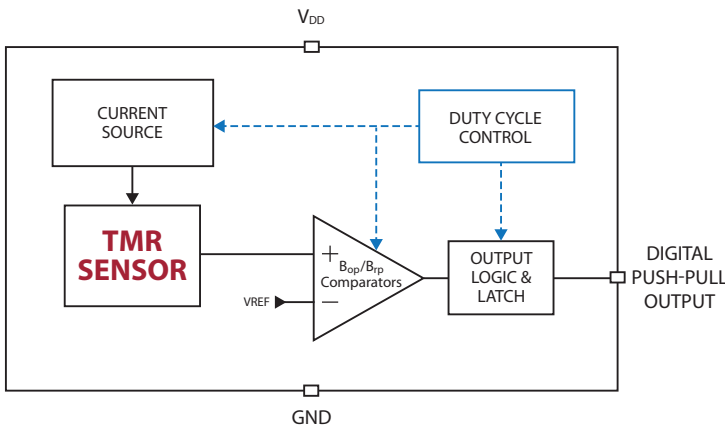 VDD
CURRENT
SOURCE
DUTY CYCLE
CONTROL
TMR
SENSOR
+
Bop/Brp
Comparators
VREF
−
OUTPUT
LOGIC &
LATCH
DIGITAL
PUSH-PULL
OUTPUT
GND